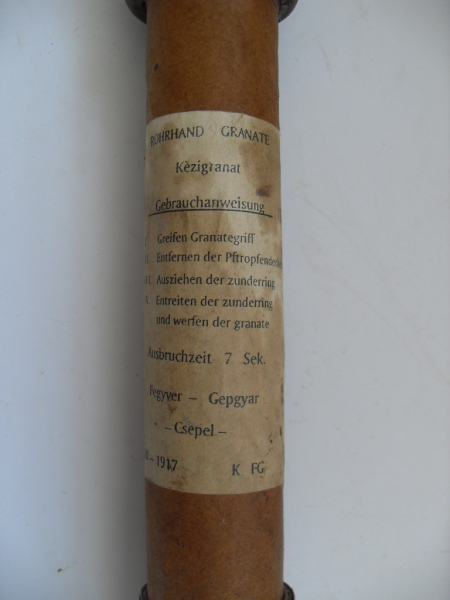 ROHRHAND GRANATE
Kèzigranat
Gebrauchanweisung
Greifen Granategriff
Entfernen der
Ausziehen der zunderring
Entreiten der zunderring
und werfen der granate
Ausbruchzeit 7 Sek.
Fegyver – Gepgyar
– Csepel –
–1917 K FG